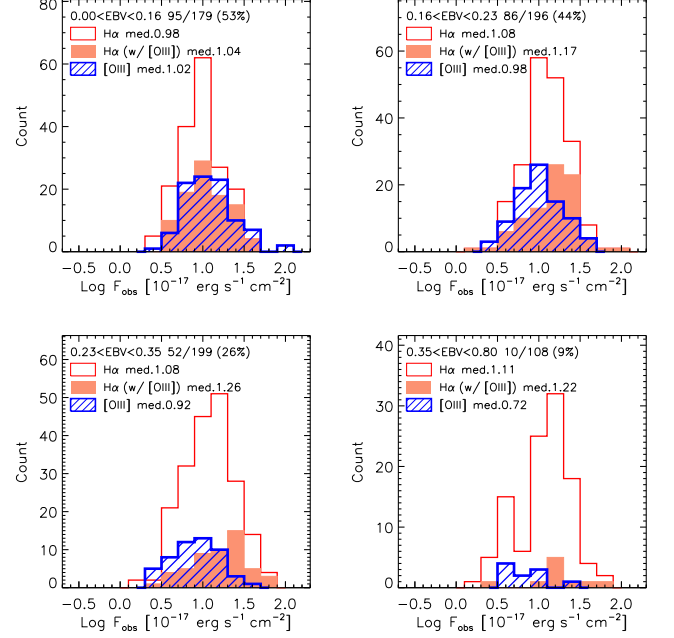 0.00<EBV<0.16 95/179 (53%)
Hα med.0.98
Hα (w/ [OIII]) med.1.04
[OIII] med.1.02
Count
0
20
40
60
80
−0.5 0.0 0.5 1.0 1.5 2.0
Log Fobs [10−17 erg s−1 cm−2]
0.16<EBV<0.23 86/196 (44%)
Hα med.1.08
Hα (w/ [OIII]) med.1.17
[OIII] med.0.98
Count
0
20
40
60
−0.5 0.0 0.5 1.0 1.5 2.0
Log Fobs [10−17 erg s−1 cm−2]
0.23<EBV<0.35 52/199 (26%)
Hα med.1.08
Hα (w/ [OIII]) med.1.26
[OIII] med.0.92
Count
0
10
20
30
40
50
60
−0.5 0.0 0.5 1.0 1.5 2.0
Log Fobs [10−17 erg s−1 cm−2]
0.35<EBV<0.80 10/108 (9%)
Hα med.1.11
Hα (w/ [OIII]) med.1.22
[OIII] med.0.72
Count
0
10
20
30
40
−0.5 0.0 0.5 1.0 1.5 2.0
Log Fobs [10−17 erg s−1 cm−2]